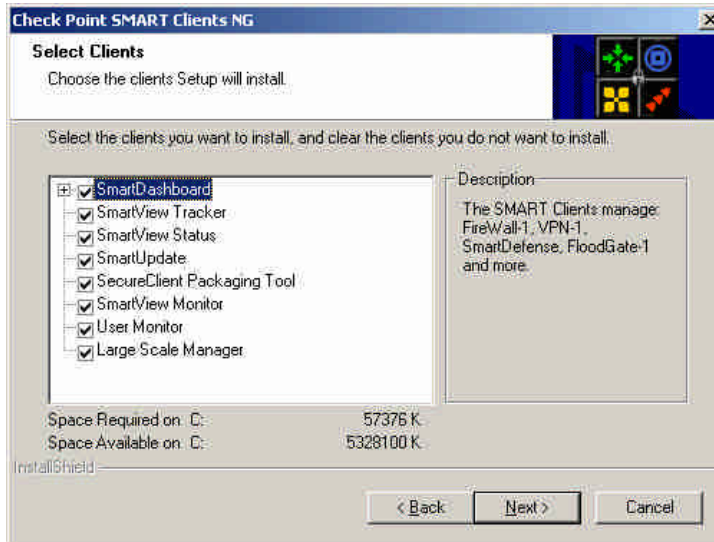 Check Point SMART Clients NG
Select Clients
Choose the clients Setup will install.
Select the clients you want to install, and clear the clients you do not want to install.
SmartDashboard
SmartView Tracker
SmartView Status
SmartUpdate
SecureClient Packaging Tool
SmartView Monitor
User Monitor
Large Scale Manager
Description
The SMART Clients manage:
FireWall-1, VPN-1,
SmartDefense, FloodGate-1
and more.
Space Required on C: 57376 K
Space Available on C: 5328100 K
InstallShield
< Back Next > Cancel